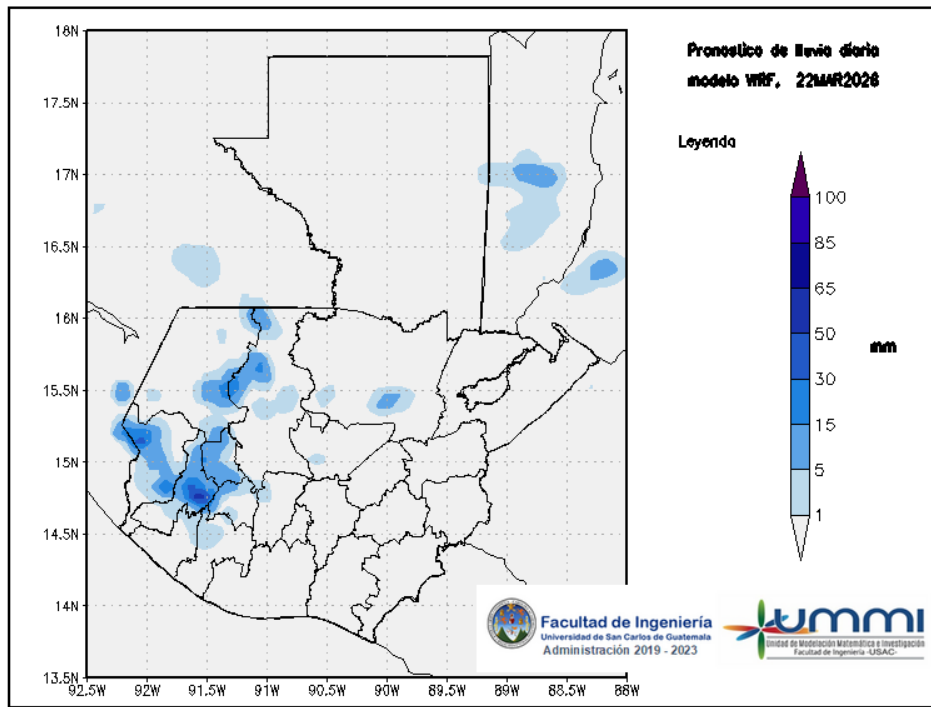 Pronostico de lluvia diaria
modelo WRF, 22MAR2026
Leyenda
100
85
65
50
30
15
5
1
mm
18N
17.5N
17N
16.5N
16N
15.5N
15N
14.5N
14N
13.5N
92.5W 92W 91.5W 91W 90.5W 90W 89.5W 89W 88.5W 88W
Facultad de Ingeniería
Universidad de San Carlos de Guatemala
Administración 2019 - 2023
UMMI
Unidad de Modelación Matemática e Investigación
Facultad de Ingeniería -USAC-